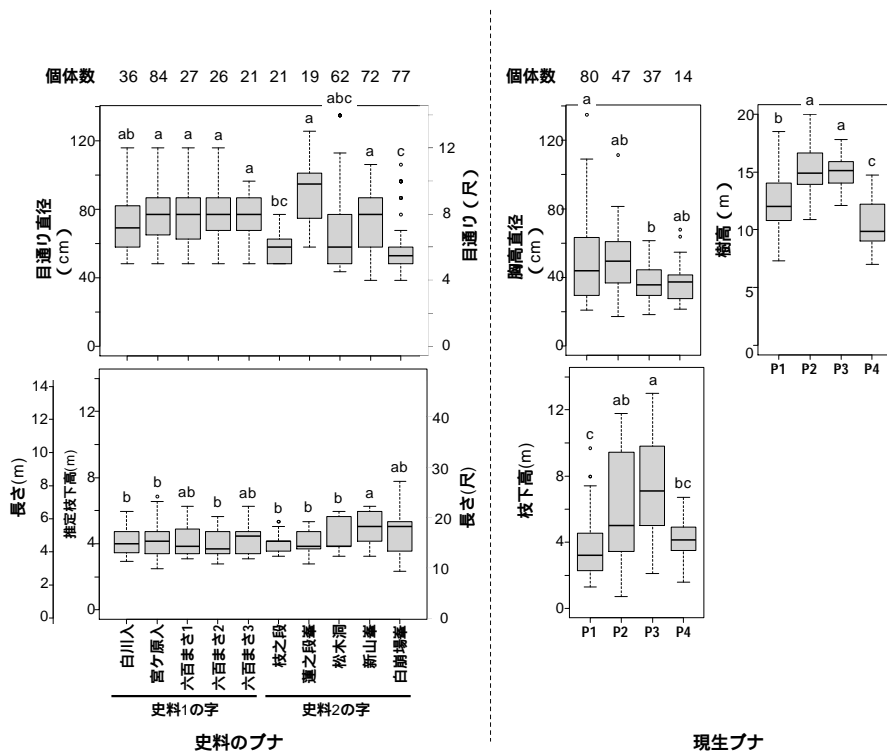 個体数 36 84 27 26 21 21 19 62 72 77
目通り直径
(cm)
120
80
40
0
ab a a a a bc a abc a c
12
8
4
0
目通り(尺)
長さ(m)
14
12
10
8
6
4
2
0
推定枝下高(m)
12
8
4
0
b b ab b ab b b b a ab
40
30
20
10
0
長さ(尺)
白川入
宮ケ原入
六百まさ1
六百まさ2
六百まさ3
枝之段
蓮之段峯
松木洞
新山峯
白崩場峯
史料1の字 史料2の字
史料のブナ
個体数 80 47 37 14
胸高直径
(cm)
120
80
40
0
a ab b ab
樹高(m)
20
15
10
5
0
b a a c
P1 P2 P3 P4
枝下高(m)
12
8
4
0
c ab a bc
P1 P2 P3 P4
現生ブナ